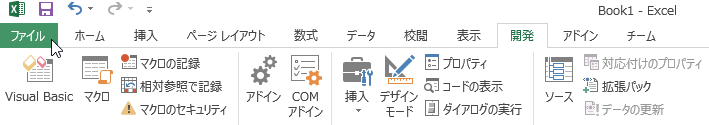 Book1 - Excel
ファイル ホーム 挿入 ページ レイアウト 数式 データ 校閲 表示 開発 アドイン チーム
Visual Basic
マクロ
マクロの記録
相対参照で記録
マクロのセキュリティ
アドイン
COM
アドイン
挿入
デザイン
モード
プロパティ
コードの表示
ダイアログの実行
ソース
対応付けのプロパティ
拡張パック
データの更新